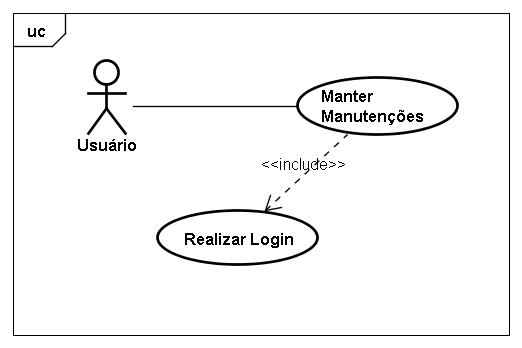 uc
Manter
Manutenções
Usuário
<<include>>
Realizar Login